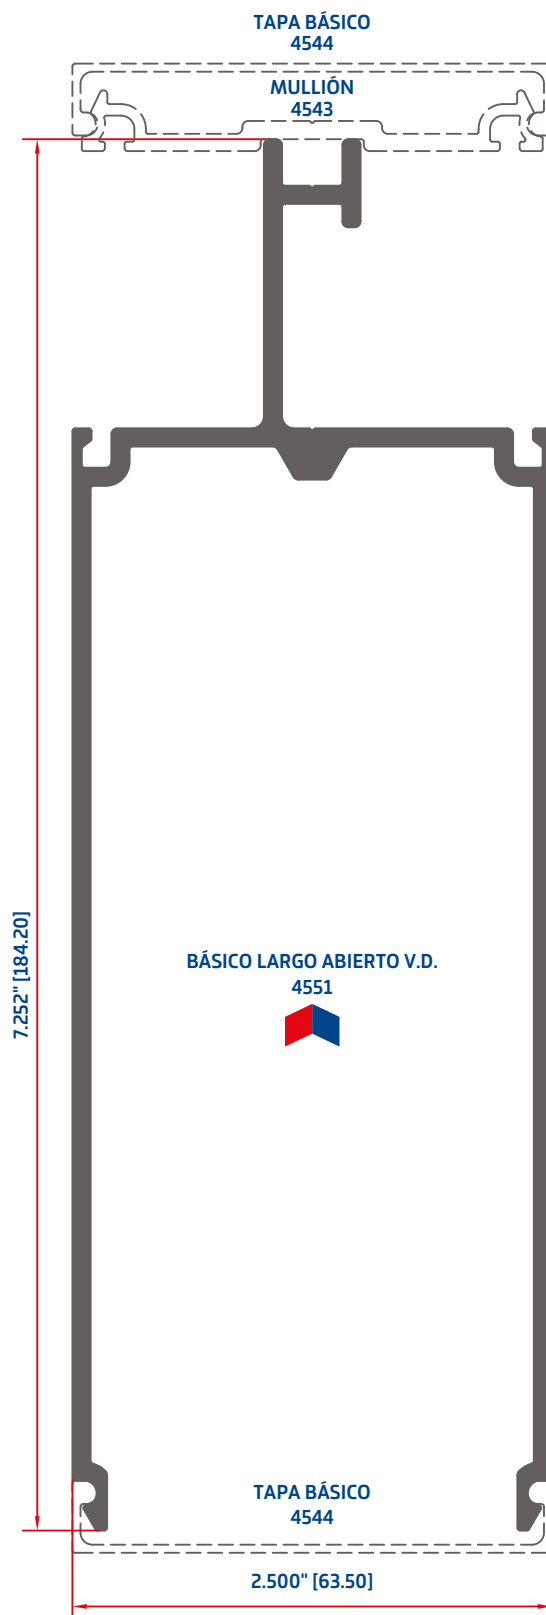 TAPA BÁSICO
4544
MULLIÓN
4543
7.252" [184.20]
BÁSICO LARGO ABIERTO V.D.
4551
TAPA BÁSICO
4544
2.500" [63.50]